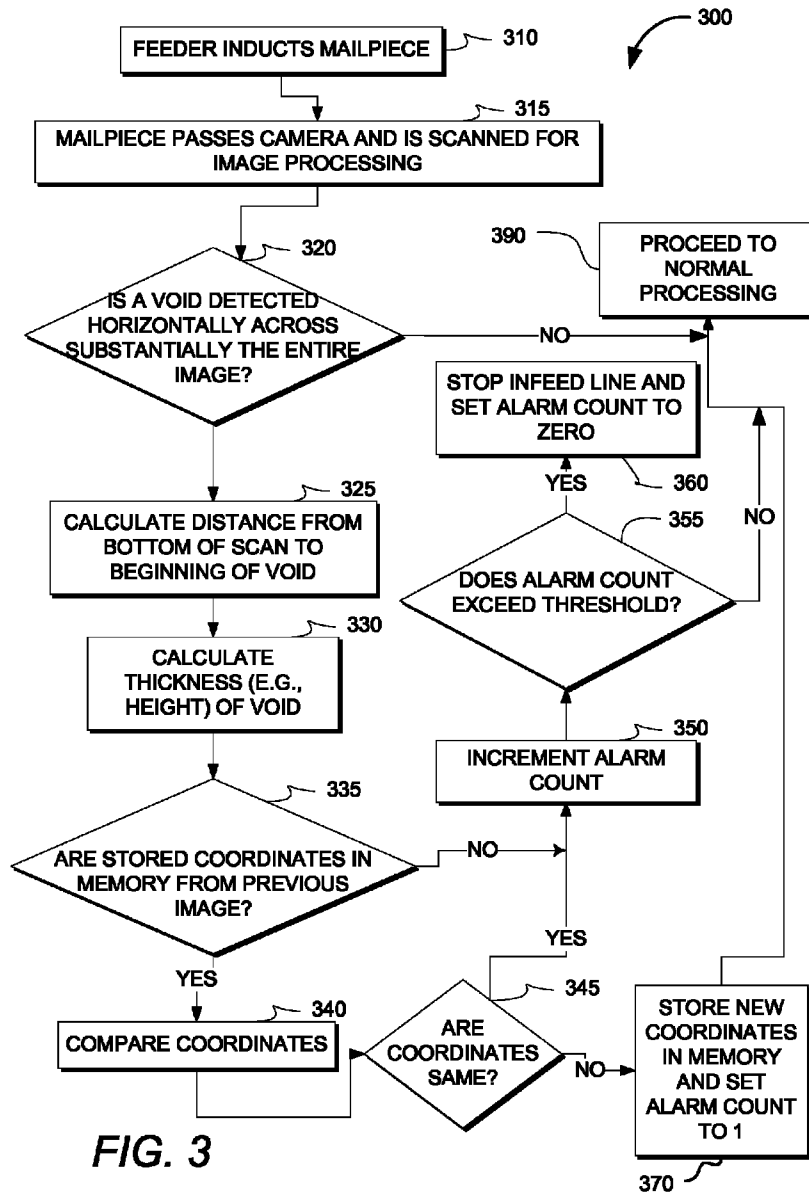 300
FEEDER INDUCTS MAILPIECE
310
315
MAILPIECE PASSES CAMERA AND IS SCANNED FOR
IMAGE PROCESSING
320
IS A VOID DETECTED
HORIZONTALLY ACROSS
SUBSTANTIALLY THE ENTIRE
IMAGE?
NO
390
PROCEED TO
NORMAL
PROCESSING
325
CALCULATE DISTANCE FROM
BOTTOM OF SCAN TO
BEGINNING OF VOID
330
CALCULATE
THICKNESS (E.G.,
HEIGHT) OF VOID
335
ARE STORED COORDINATES IN
MEMORY FROM PREVIOUS
IMAGE?
NO
YES
340
COMPARE COORDINATES
345
ARE
COORDINATES
SAME?
YES
NO
350
INCREMENT ALARM
COUNT
355
DOES ALARM COUNT
EXCEED THRESHOLD?
YES
NO
STOP INFEED LINE AND
SET ALARM COUNT TO
ZERO
360
STORE NEW
COORDINATES
IN MEMORY
AND SET
ALARM COUNT
TO 1
370
FIG. 3